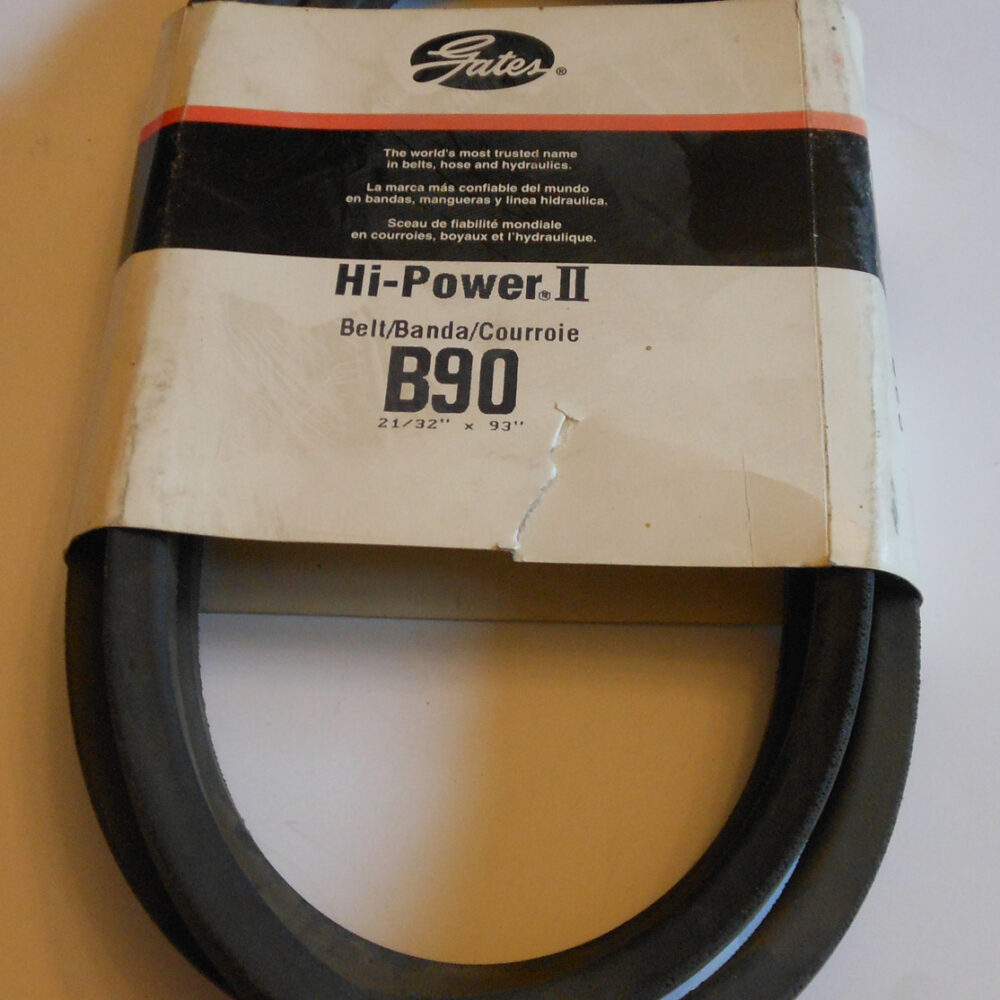 Gates®
The world's most trusted name
in belts, hose and hydraulics.
La marca más confiable del mundo
en bandas, mangueras y linea hidraulica.
Sceau de fiabilité mondiale
en courroies, boyaux et l'hydraulique.
Hi-Power® II
Belt/Banda/Courroie
B90
21/32" x 93"